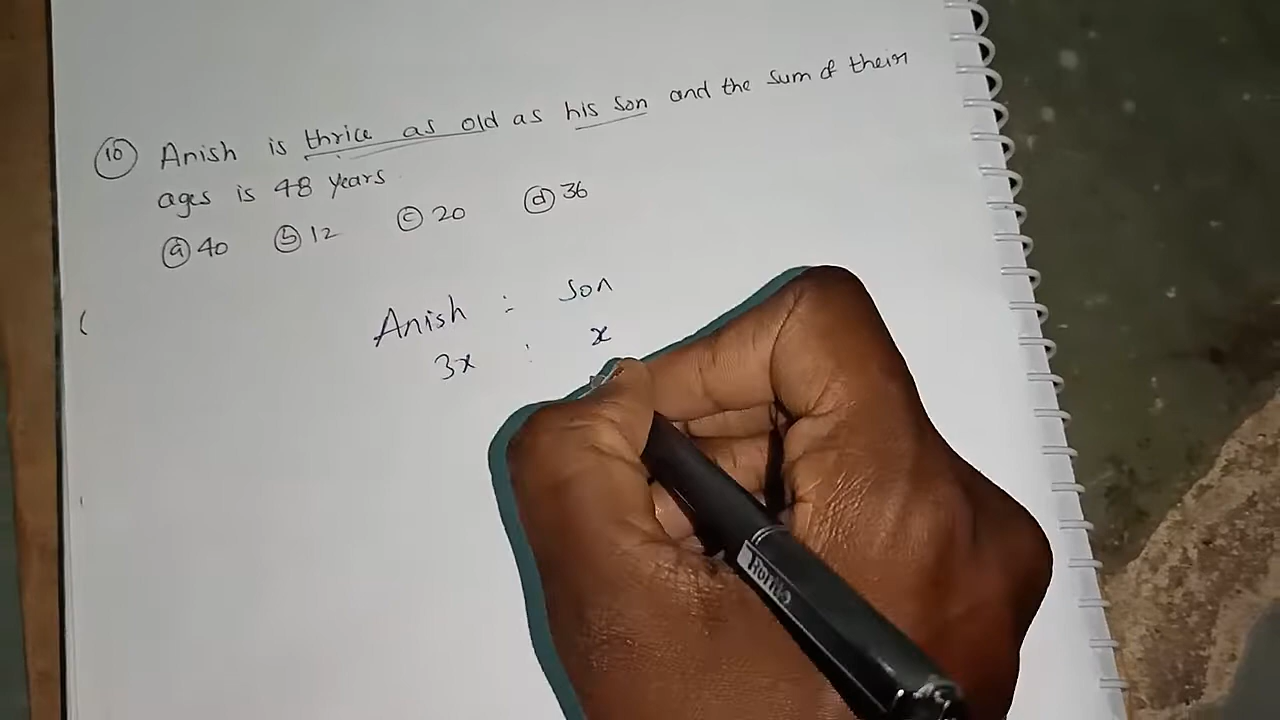 10 Anish is thrice as old as his son and the sum of their
ages is 48 years
a 40 b 12 c 20 d 36
Anish : Son
3x : x